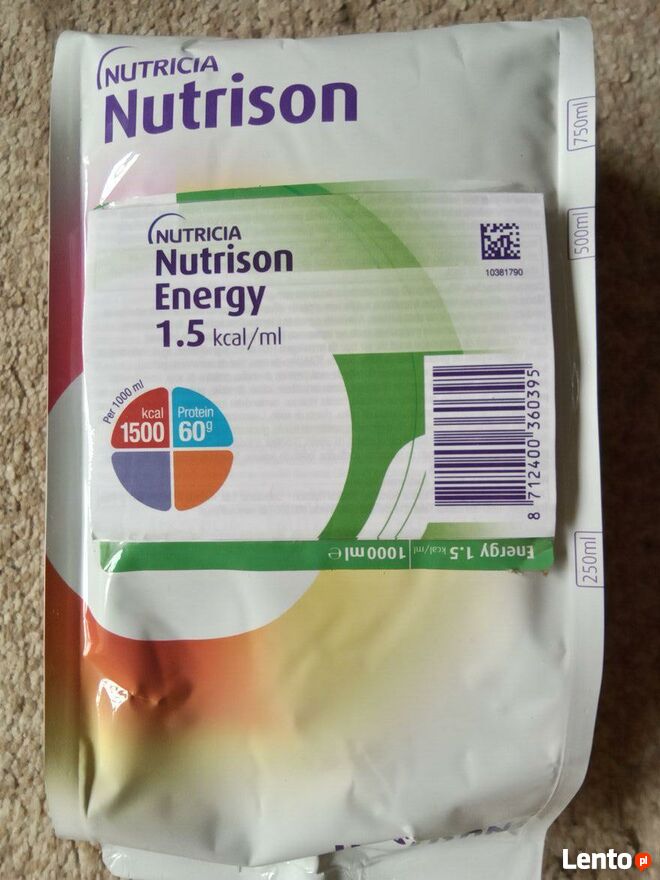 NUTRICIA
Nutrison
750ml
500ml
NUTRICIA
Nutrison
Energy
1.5 kcal/ml
10381790
Per 1000 ml
kcal
1500
Protein
60g
8 712400 360395
Energy 1.5 kcal/ml
1000 ml e
250ml
Lento.pl